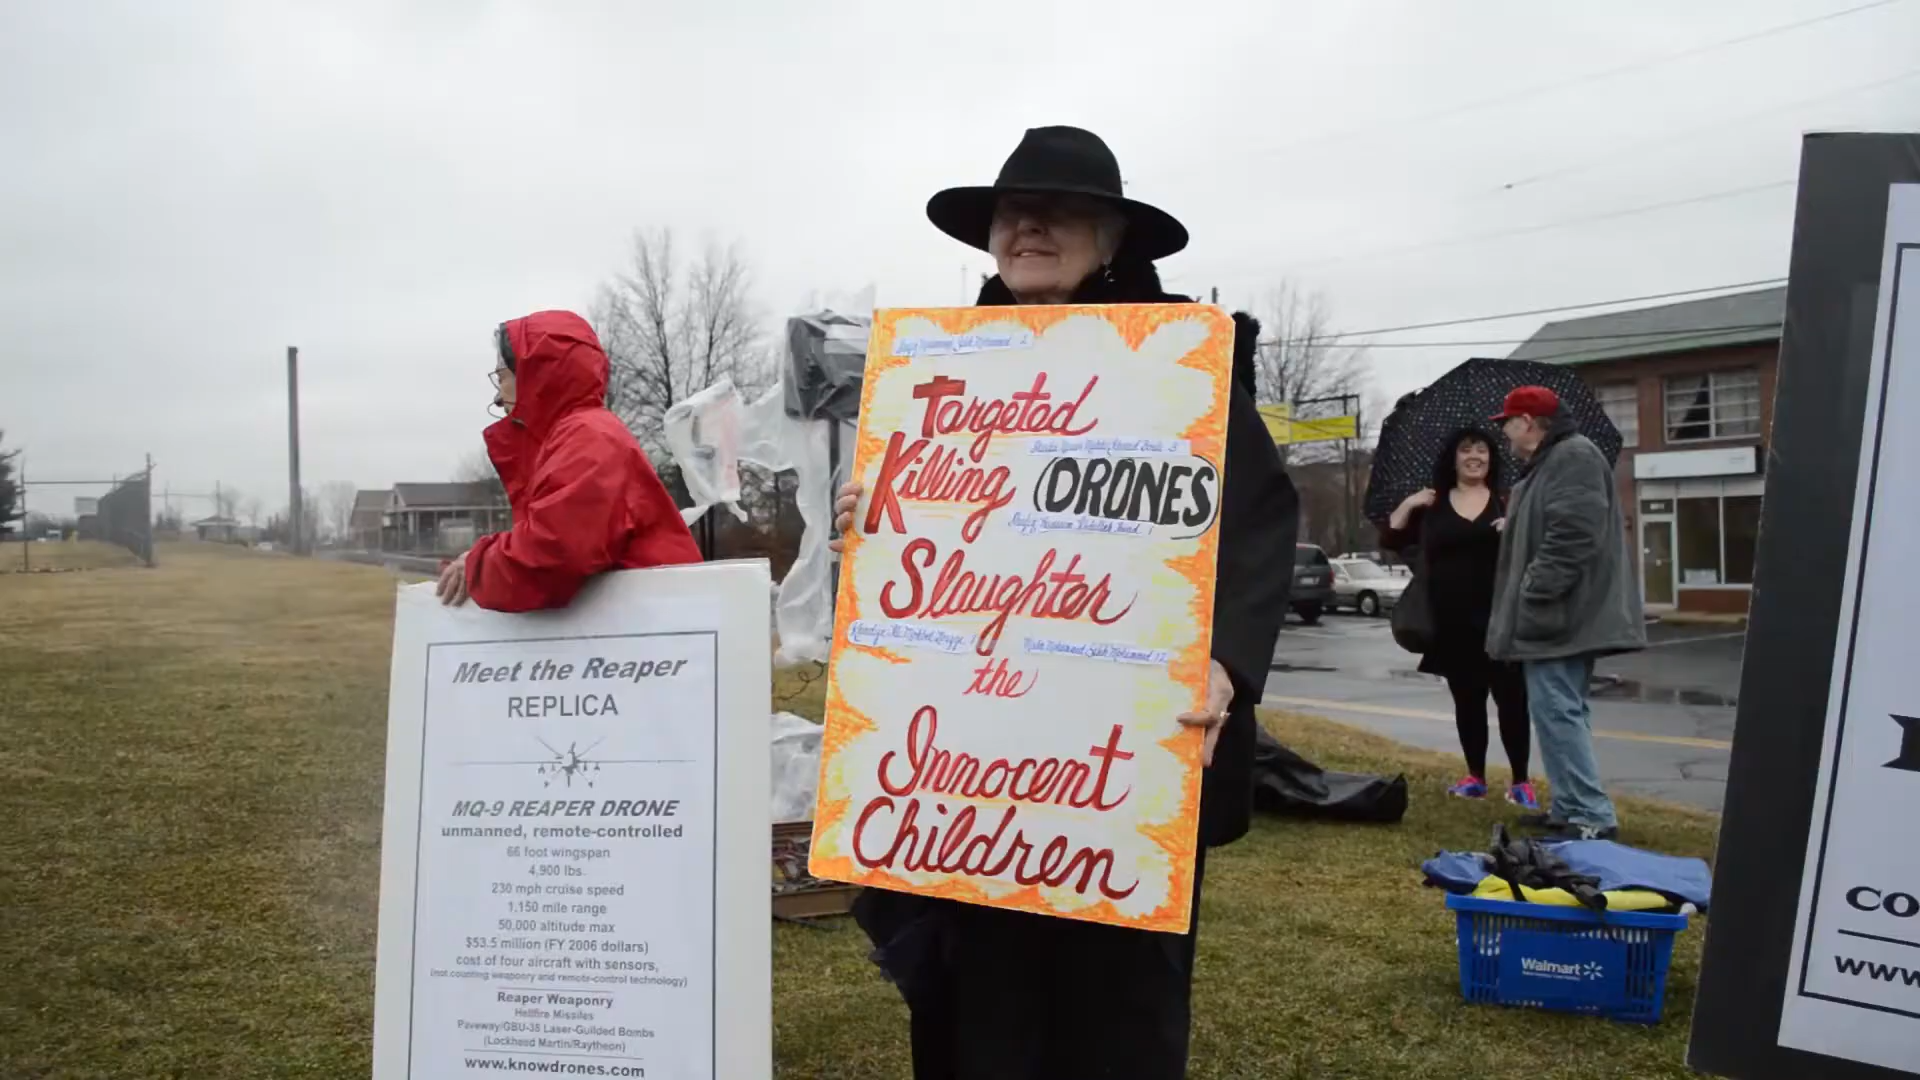 Meet the Reaper
REPLICA
MQ-9 REAPER DRONE
unmanned, remote-controlled
66 foot wingspan
4,900 lbs.
230 mph cruise speed
1,150 mile range
50,000 altitude max
$53.5 million (FY 2006 dollars)
cost of four aircraft with sensors,
(not counting weaponry and remote-control technology)
Reaper Weaponry
Hellfire Missiles
Paveway/GBU-38 Laser-Guilded Bombs
(Lockheed Martin/Raytheon)
www.knowdrones.com
Targeted
Killing (DRONES)
Slaughter
the
Innocent
Children
Walmart
CO
www